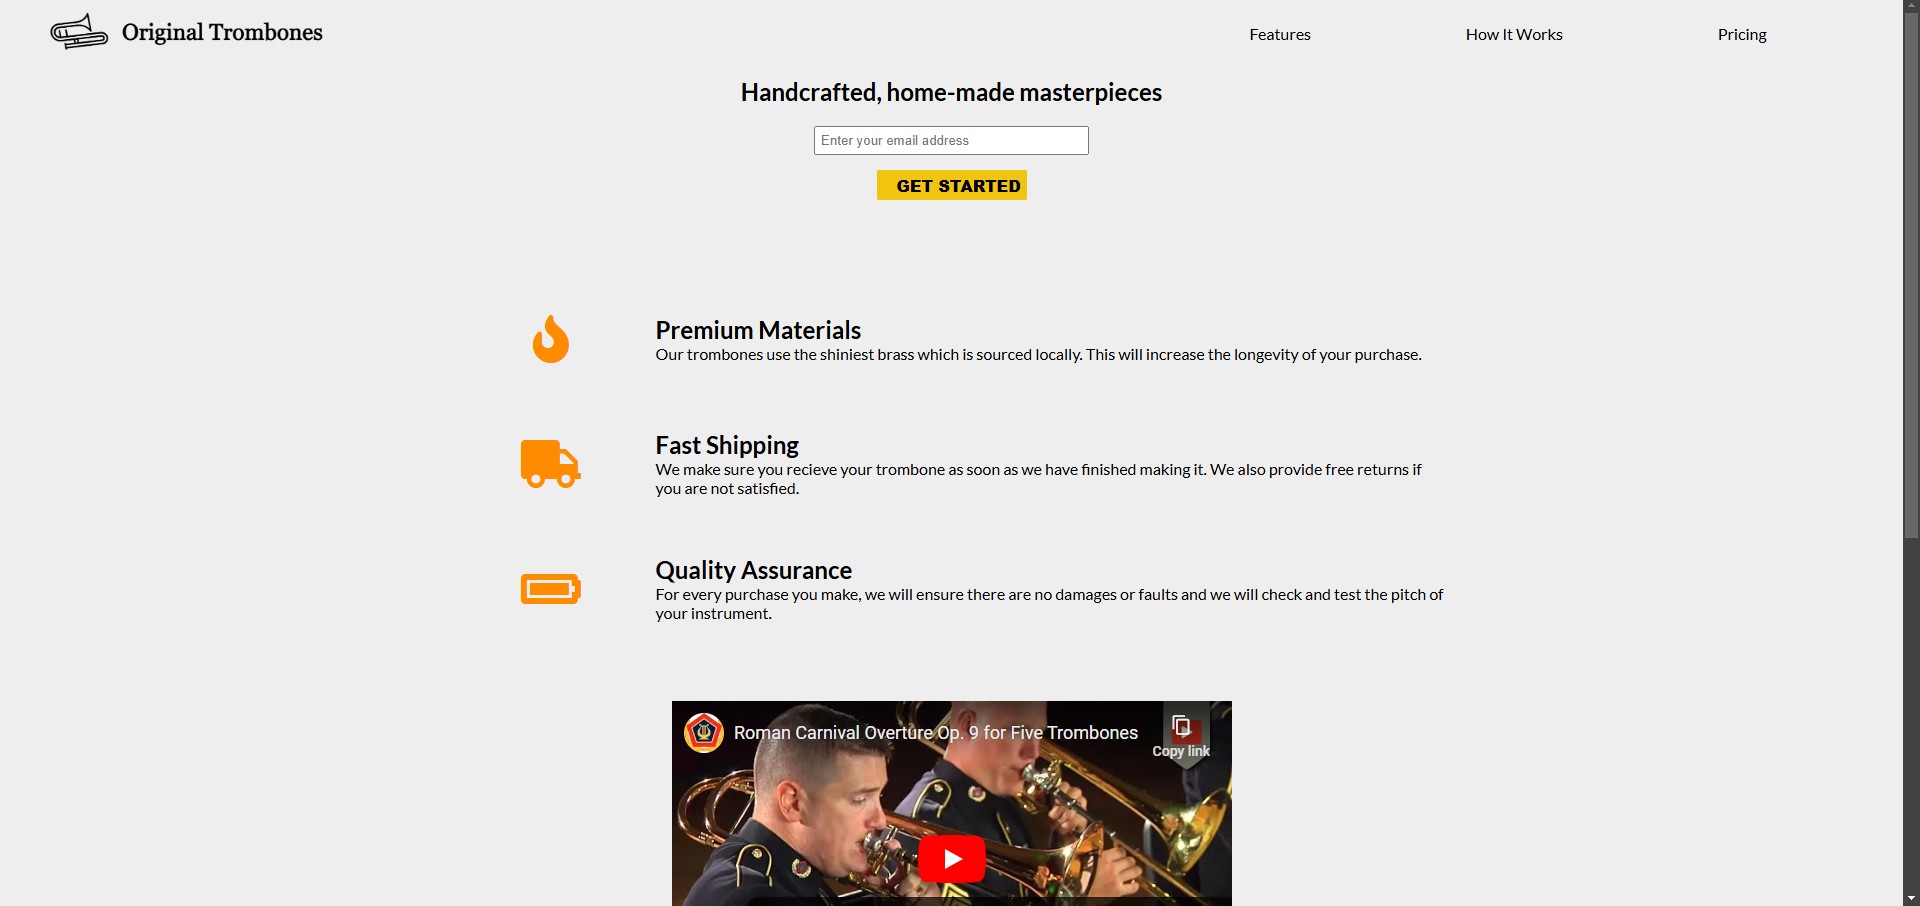 Original Trombones
Features
How It Works
Pricing
Handcrafted, home-made masterpieces
Enter your email address
GET STARTED
Premium Materials
Our trombones use the shiniest brass which is sourced locally. This will increase the longevity of your purchase.
Fast Shipping
We make sure you recieve your trombone as soon as we have finished making it. We also provide free returns if
you are not satisfied.
Quality Assurance
For every purchase you make, we will ensure there are no damages or faults and we will check and test the pitch of
your instrument.
Roman Carnival Overture Op. 9 for Five Trombones
Copy link